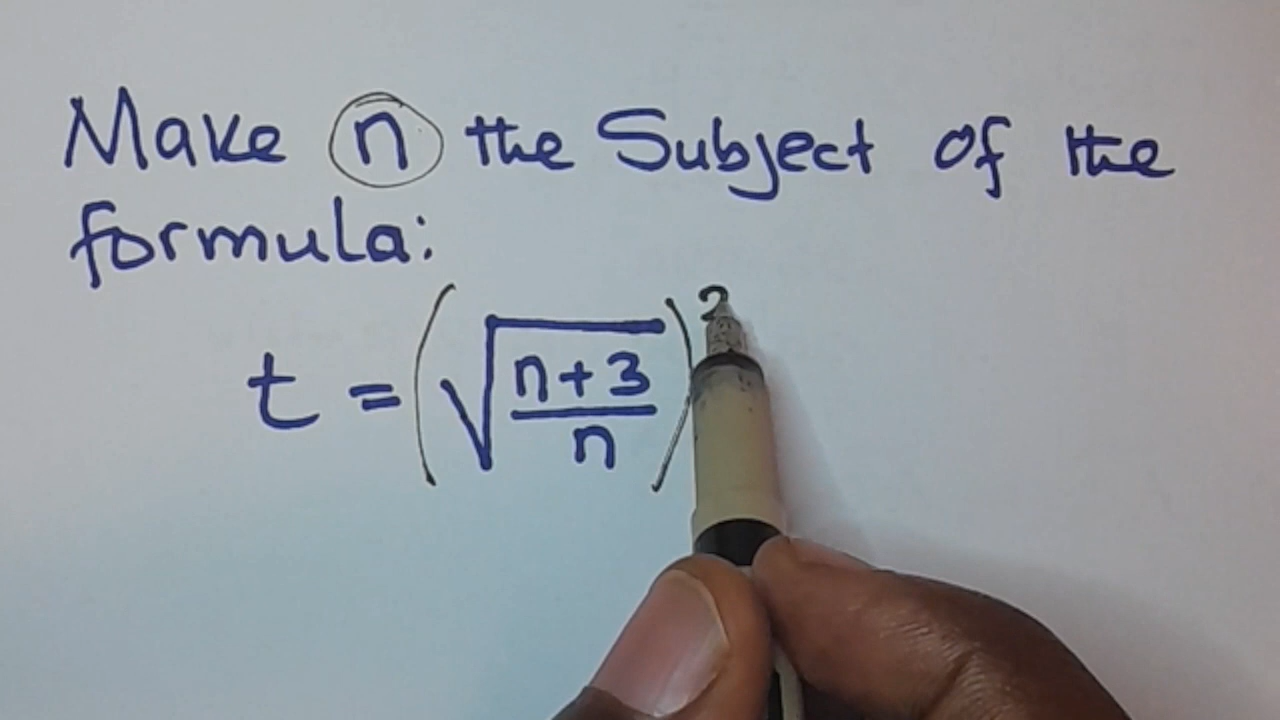 Make n the Subject of the
formula:
t = (√((n+3)/n))²